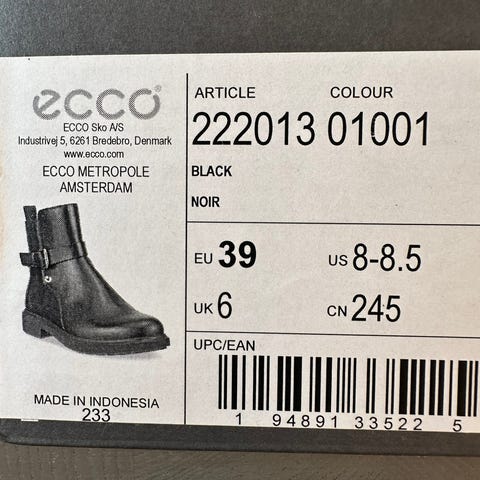 ecco®
ECCO Sko A/S
Industrivej 5, 6261 Bredebro, Denmark
www.ecco.com
ECCO METROPOLE
AMSTERDAM
MADE IN INDONESIA
233
ARTICLE COLOUR
222013 01001
BLACK
NOIR
EU 39 US 8-8.5
UK 6 CN 245
UPC/EAN
1 94891 33522 5